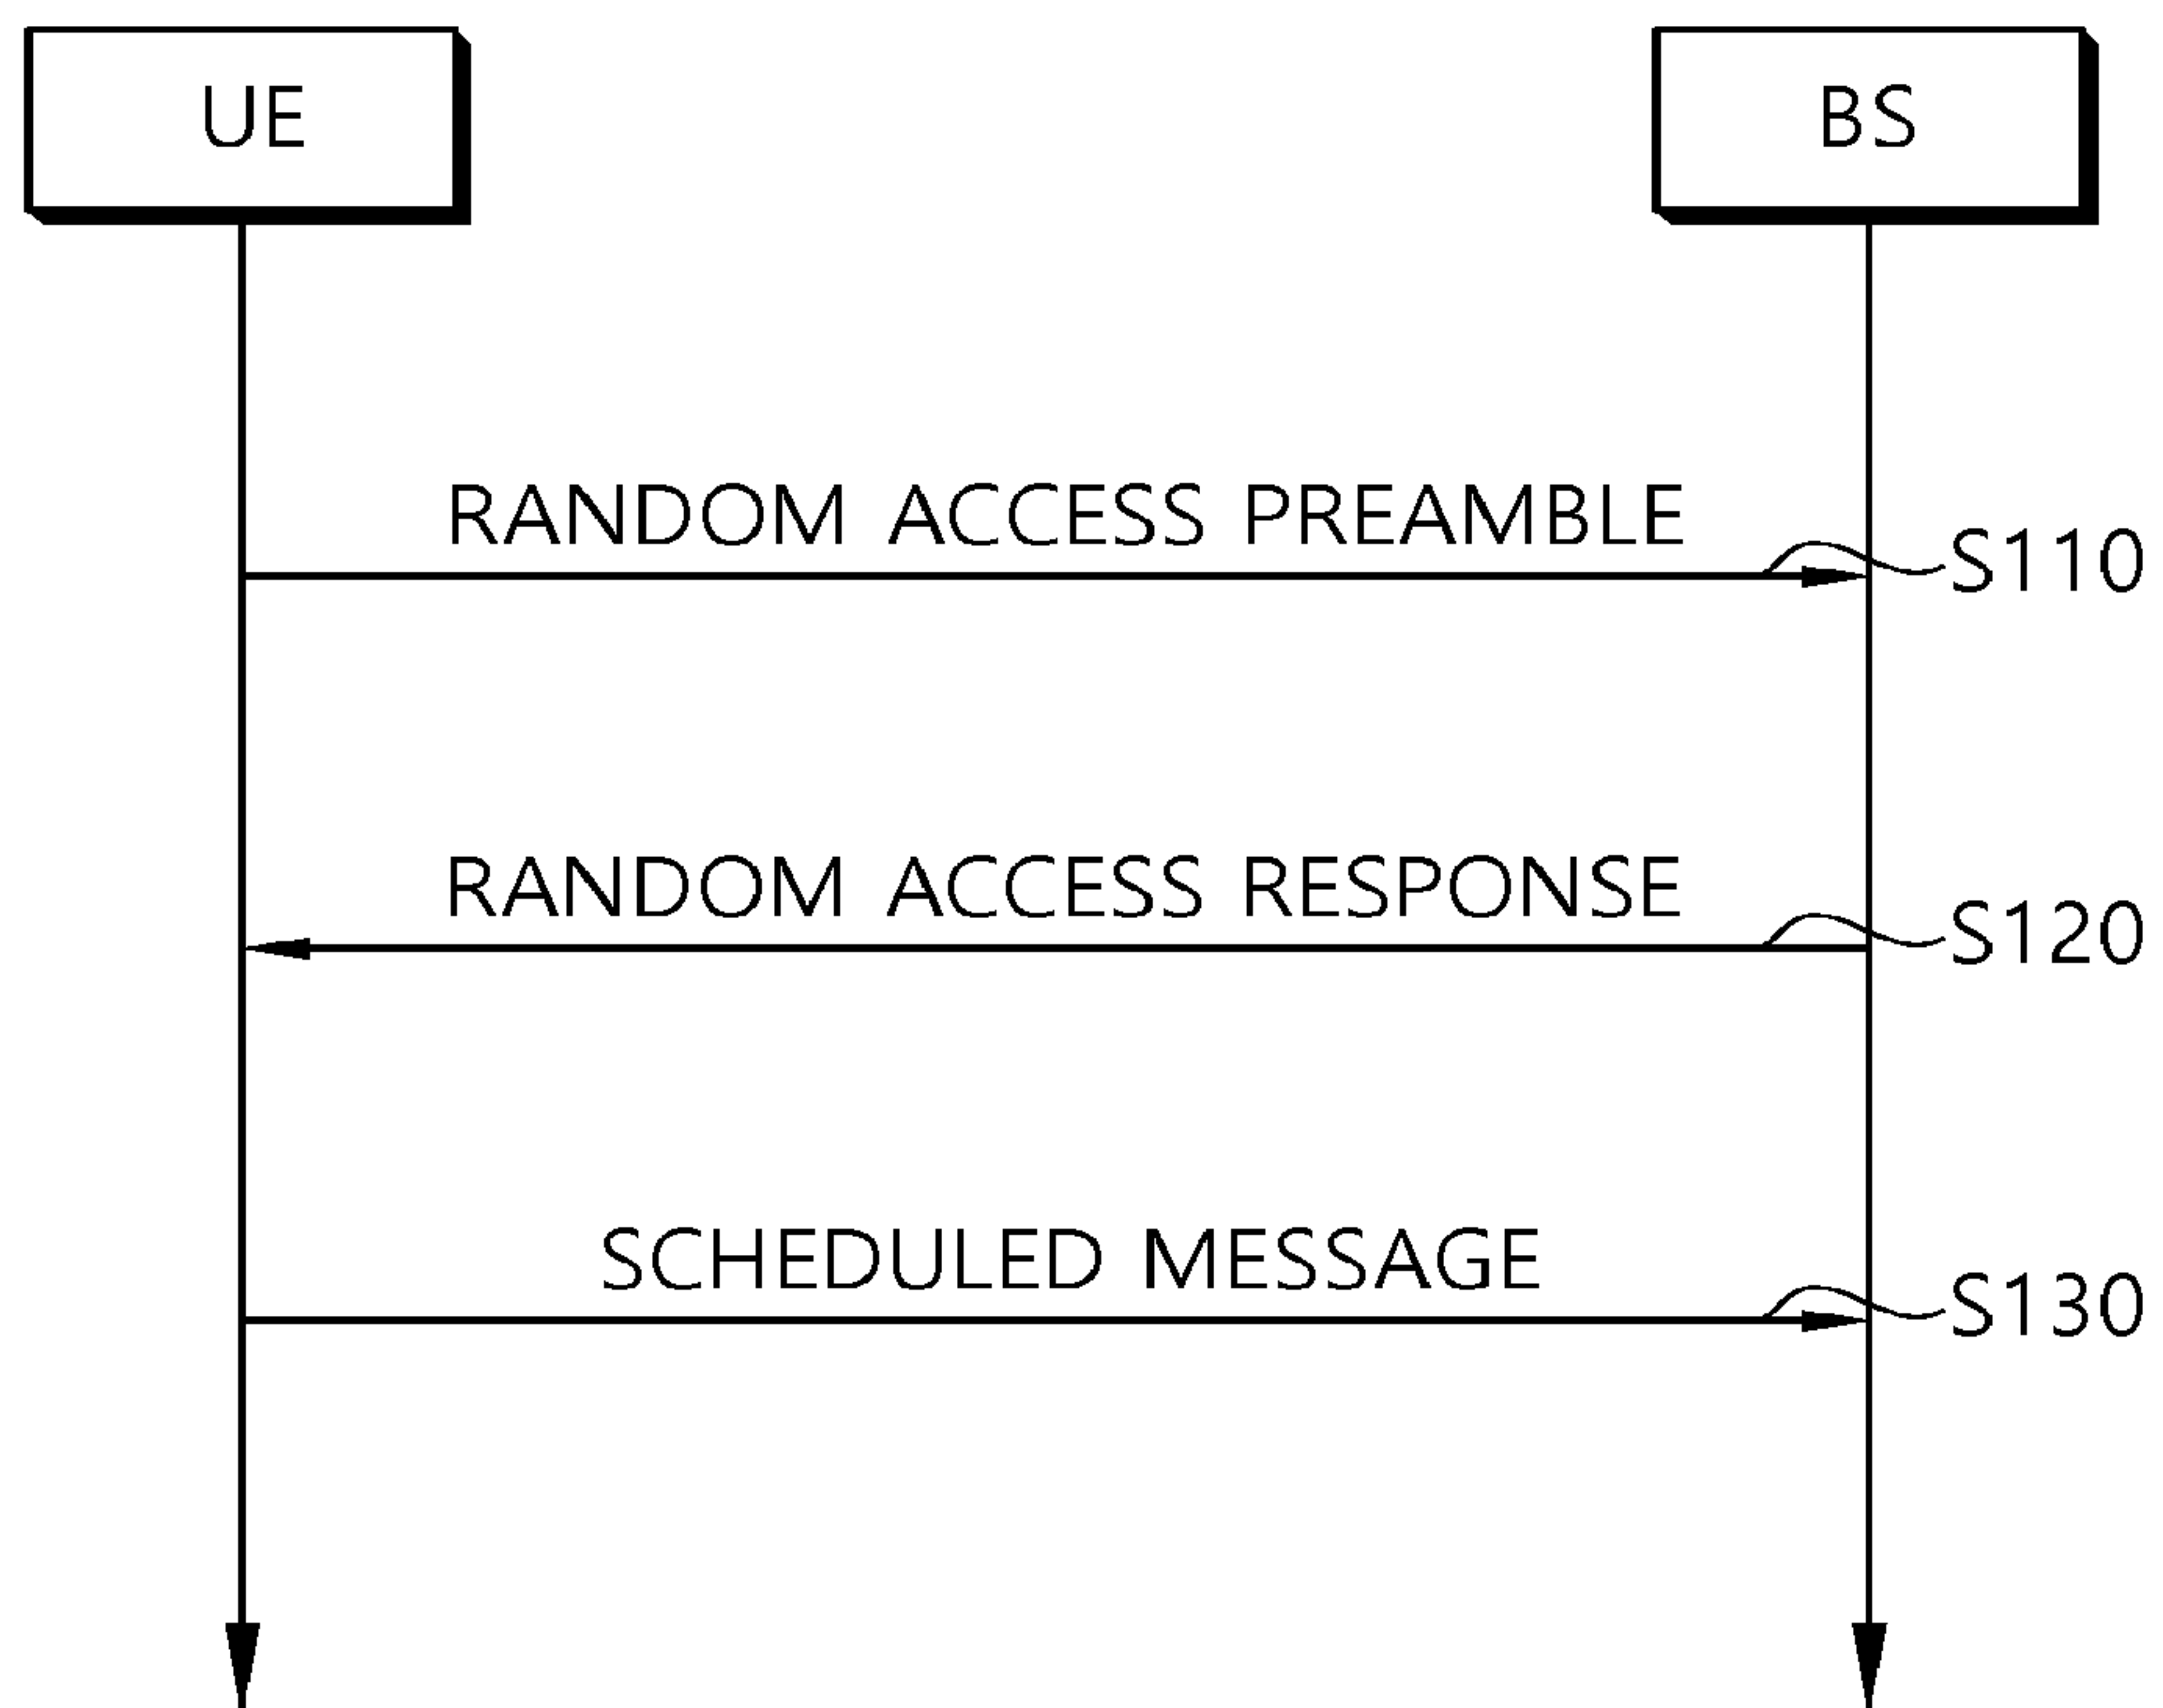 UE
BS
RANDOM ACCESS PREAMBLE
S110
RANDOM ACCESS RESPONSE
S120
SCHEDULED MESSAGE
S130